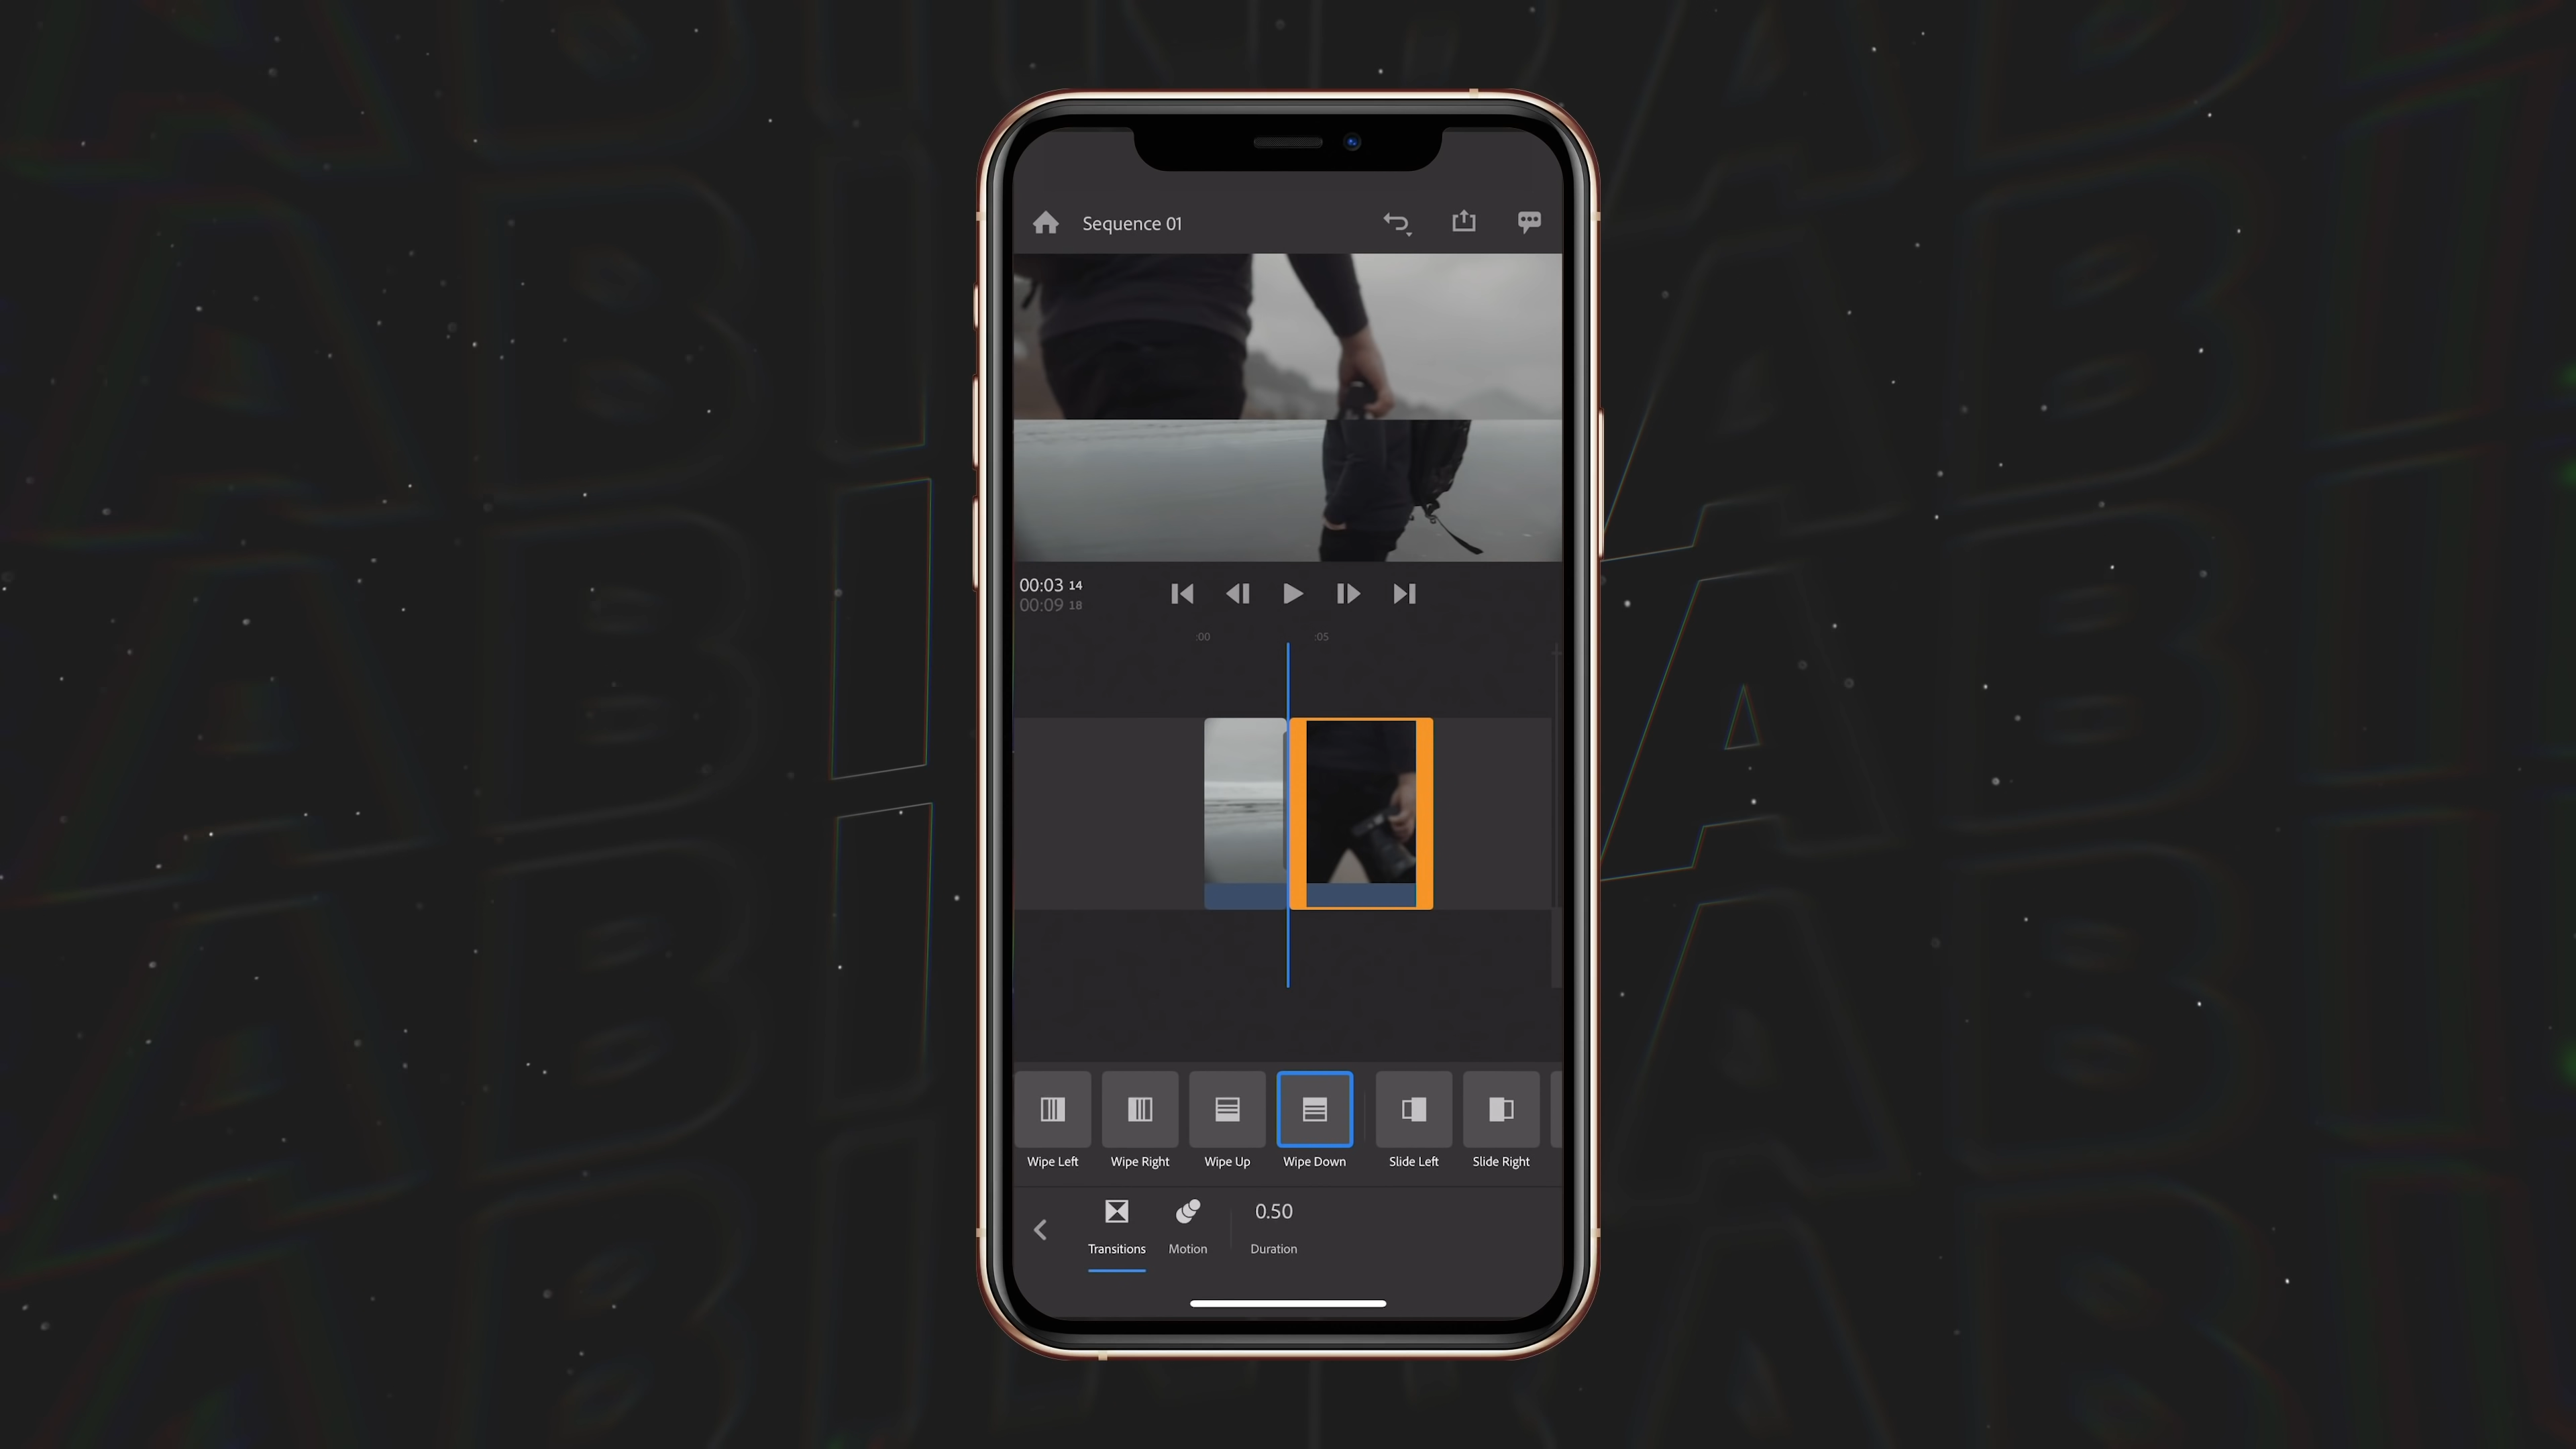 Sequence 01
00:03 14
00:09 18
:00 :05
Wipe Left Wipe Right Wipe Up Wipe Down Slide Left Slide Right
0.50
Transitions Motion Duration